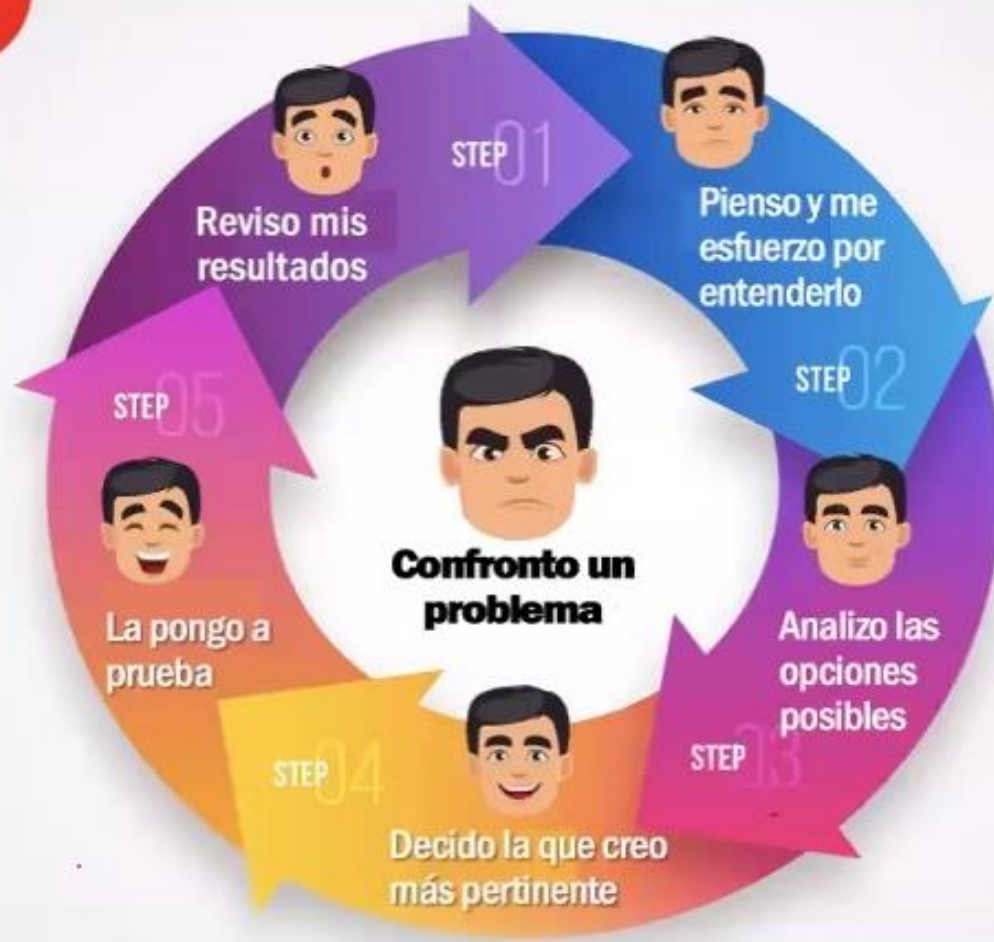 STEP 01
Pienso y me
esfuerzo por
entenderlo
STEP 02
Analizo las
opciones
posibles
STEP 03
Decido la que creo
más pertinente
STEP 04
La pongo a
prueba
STEP 05
Reviso mis
resultados
Confronto un
problema